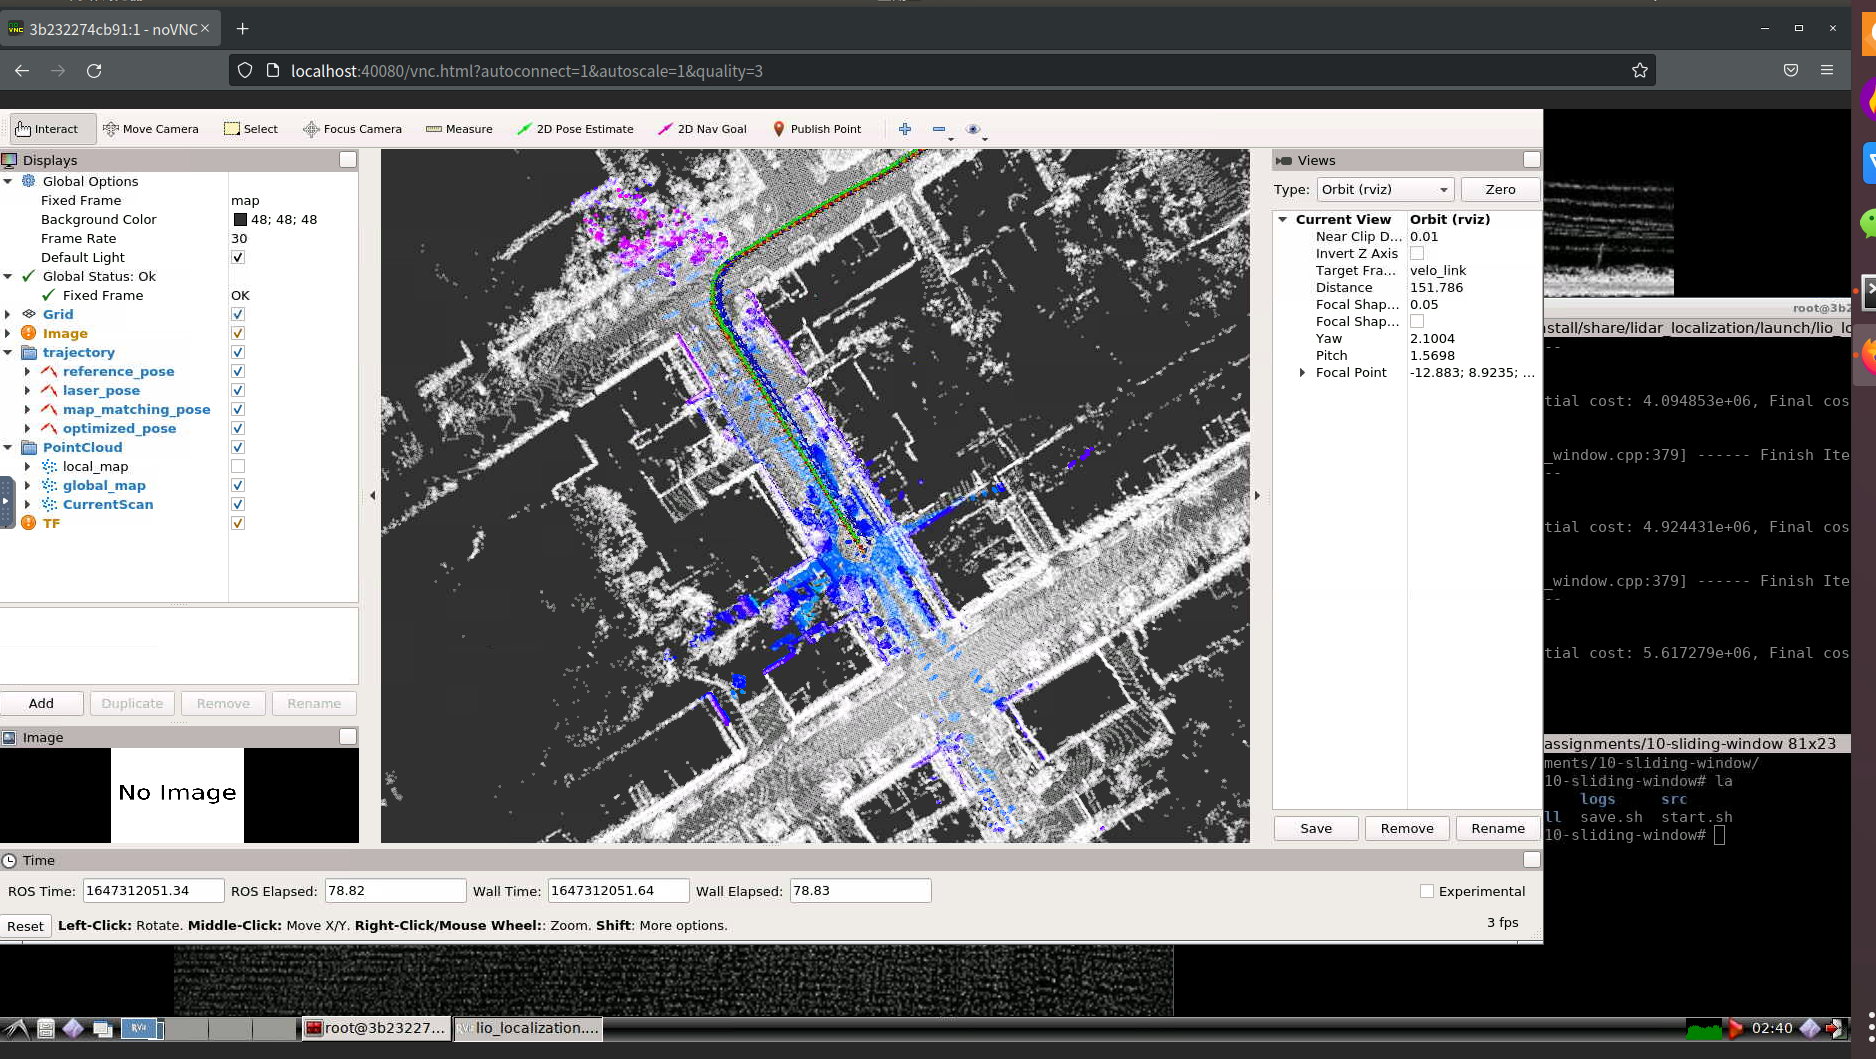 3b232274cb91:1 - noVNC
localhost:40080/vnc.html?autoconnect=1&autoscale=1&quality=3
Interact Move Camera Select Focus Camera Measure 2D Pose Estimate 2D Nav Goal Publish Point
Displays
Global Options
Fixed Frame map
Background Color 48; 48; 48
Frame Rate 30
Default Light
Global Status: Ok
Fixed Frame OK
Grid
Image
trajectory
reference_pose
laser_pose
map_matching_pose
optimized_pose
PointCloud
local_map
global_map
CurrentScan
TF
Add Duplicate Remove Rename
Image
No Image
Views
Type: Orbit (rviz) Zero
Current View Orbit (rviz)
Near Clip D... 0.01
Invert Z Axis
Target Fra... velo_link
Distance 151.786
Focal Shap... 0.05
Focal Shap...
Yaw 2.1004
Pitch 1.5698
Focal Point -12.883; 8.9235; ...
Save Remove Rename
root@3b2
nstall/share/lidar_localization/launch/lio_lo
--
tial cost: 4.094853e+06, Final cos
_window.cpp:379] ------ Finish Ite
--
tial cost: 4.924431e+06, Final cos
_window.cpp:379] ------ Finish Ite
--
tial cost: 5.617279e+06, Final cos
assignments/10-sliding-window 81x23
ments/10-sliding-window/
10-sliding-window# la
logs src
ll save.sh start.sh
10-sliding-window#
Time
ROS Time: 1647312051.34 ROS Elapsed: 78.82 Wall Time: 1647312051.64 Wall Elapsed: 78.83 Experimental
Reset Left-Click: Rotate. Middle-Click: Move X/Y. Right-Click/Mouse Wheel:: Zoom. Shift: More options. 3 fps
root@3b23227... lio_localization.... 02:40